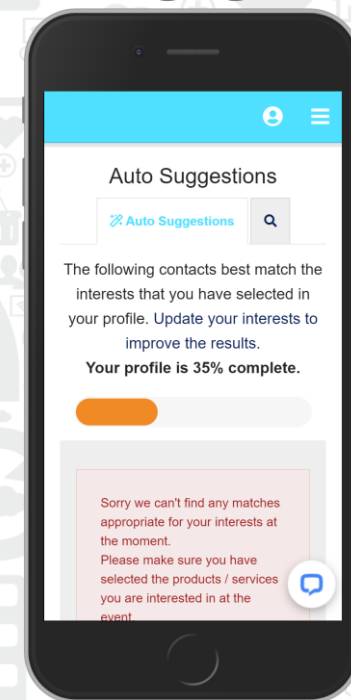 Auto Suggestions
Auto Suggestions
The following contacts best match the
interests that you have selected in
your profile. Update your interests to
improve the results.
Your profile is 35% complete.
Sorry we can't find any matches
appropriate for your interests at
the moment.
Please make sure you have
selected the products / services
you are interested in at the
event.